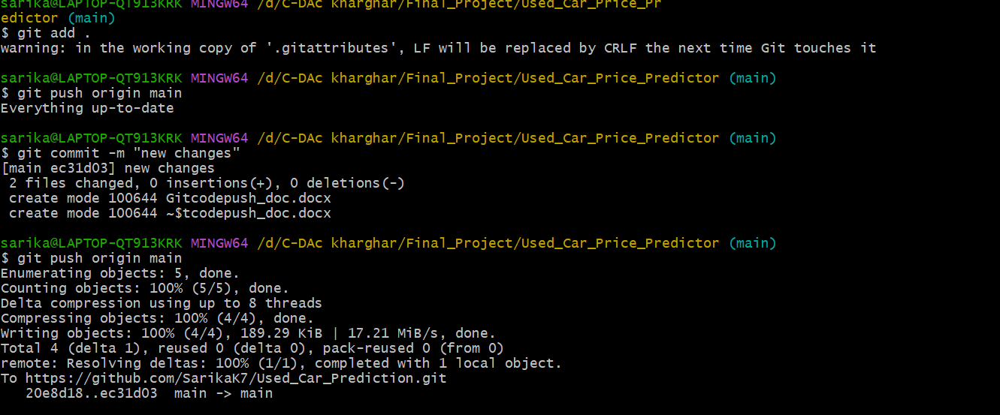 sarika@LAPTOP-QT913KRK MINGW64 /d/C-DAc kharghar/Final_Project/Used_Car_Price_Pr
edictor (main)
$ git add .
warning: in the working copy of '.gitattributes', LF will be replaced by CRLF the next time Git touches it
sarika@LAPTOP-QT913KRK MINGW64 /d/C-DAc kharghar/Final_Project/Used_Car_Price_Predictor (main)
$ git push origin main
Everything up-to-date
sarika@LAPTOP-QT913KRK MINGW64 /d/C-DAc kharghar/Final_Project/Used_Car_Price_Predictor (main)
$ git commit -m "new changes"
[main ec31d03] new changes
 2 files changed, 0 insertions(+), 0 deletions(-)
 create mode 100644 Gitcodepush_doc.docx
 create mode 100644 ~$tcodepush_doc.docx
sarika@LAPTOP-QT913KRK MINGW64 /d/C-DAc kharghar/Final_Project/Used_Car_Price_Predictor (main)
$ git push origin main
Enumerating objects: 5, done.
Counting objects: 100% (5/5), done.
Delta compression using up to 8 threads
Compressing objects: 100% (4/4), done.
Writing objects: 100% (4/4), 189.29 KiB | 17.21 MiB/s, done.
Total 4 (delta 1), reused 0 (delta 0), pack-reused 0 (from 0)
remote: Resolving deltas: 100% (1/1), completed with 1 local object.
To https://github.com/SarikaK7/Used_Car_Prediction.git
   20e8d18..ec31d03  main -> main